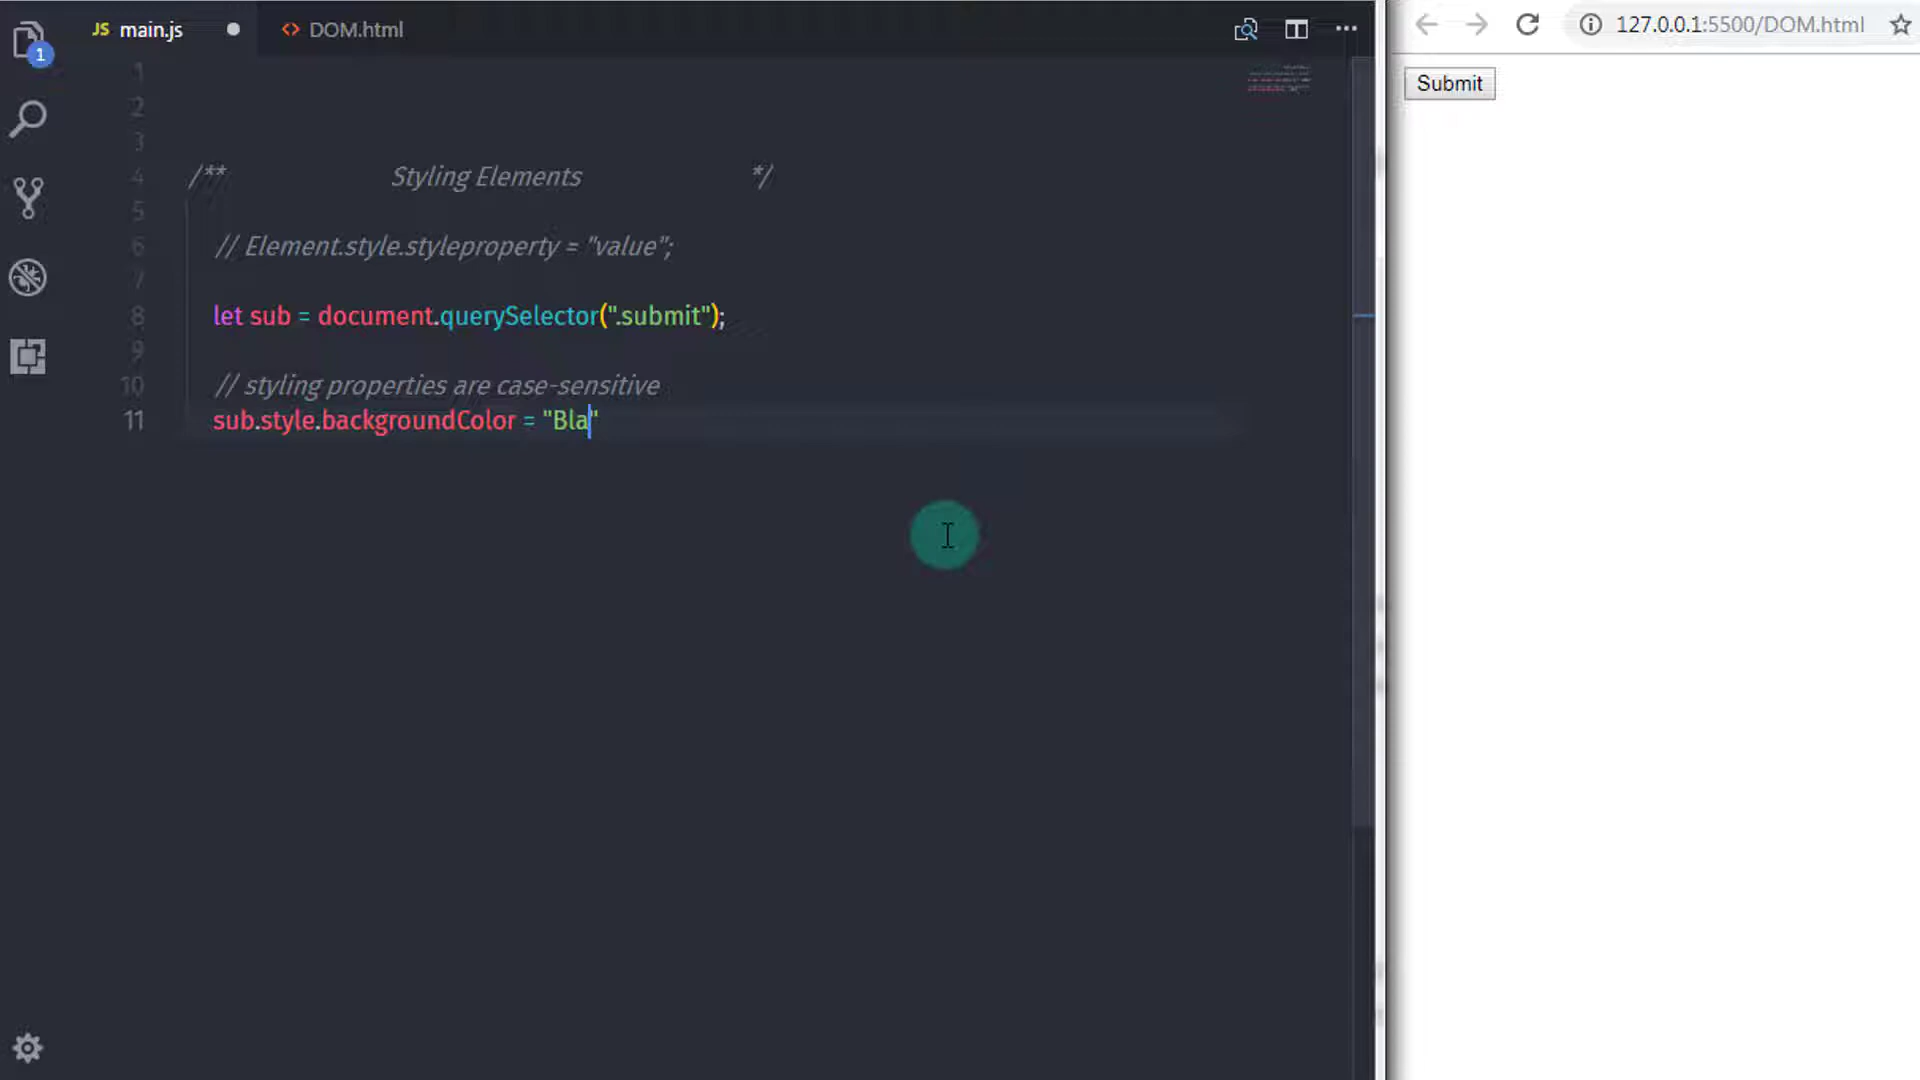 JS main.js
<> DOM.html
127.0.0.1:5500/DOM.html
1
Submit
1
2
3
4 /** Styling Elements */
5
6 // Element.style.styleproperty = "value";
7
8 let sub = document.querySelector(".submit");
9
10 // styling properties are case-sensitive
11 sub.style.backgroundColor = "Bla"